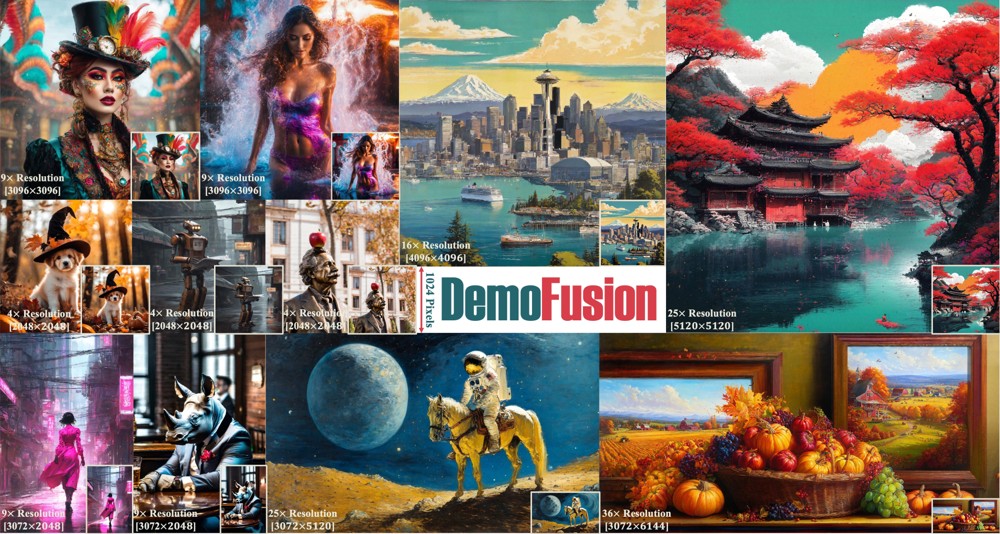 9× Resolution
[3096×3096]
9× Resolution
[3096×3096]
16× Resolution
[4096×4096]
25× Resolution
[5120×5120]
4× Resolution
[2048×2048]
4× Resolution
[2048×2048]
4× Resolution
[2048×2048]
1024 Pixels
DemoFusion
9× Resolution
[3072×2048]
9× Resolution
[3072×2048]
25× Resolution
[3072×5120]
36× Resolution
[3072×6144]